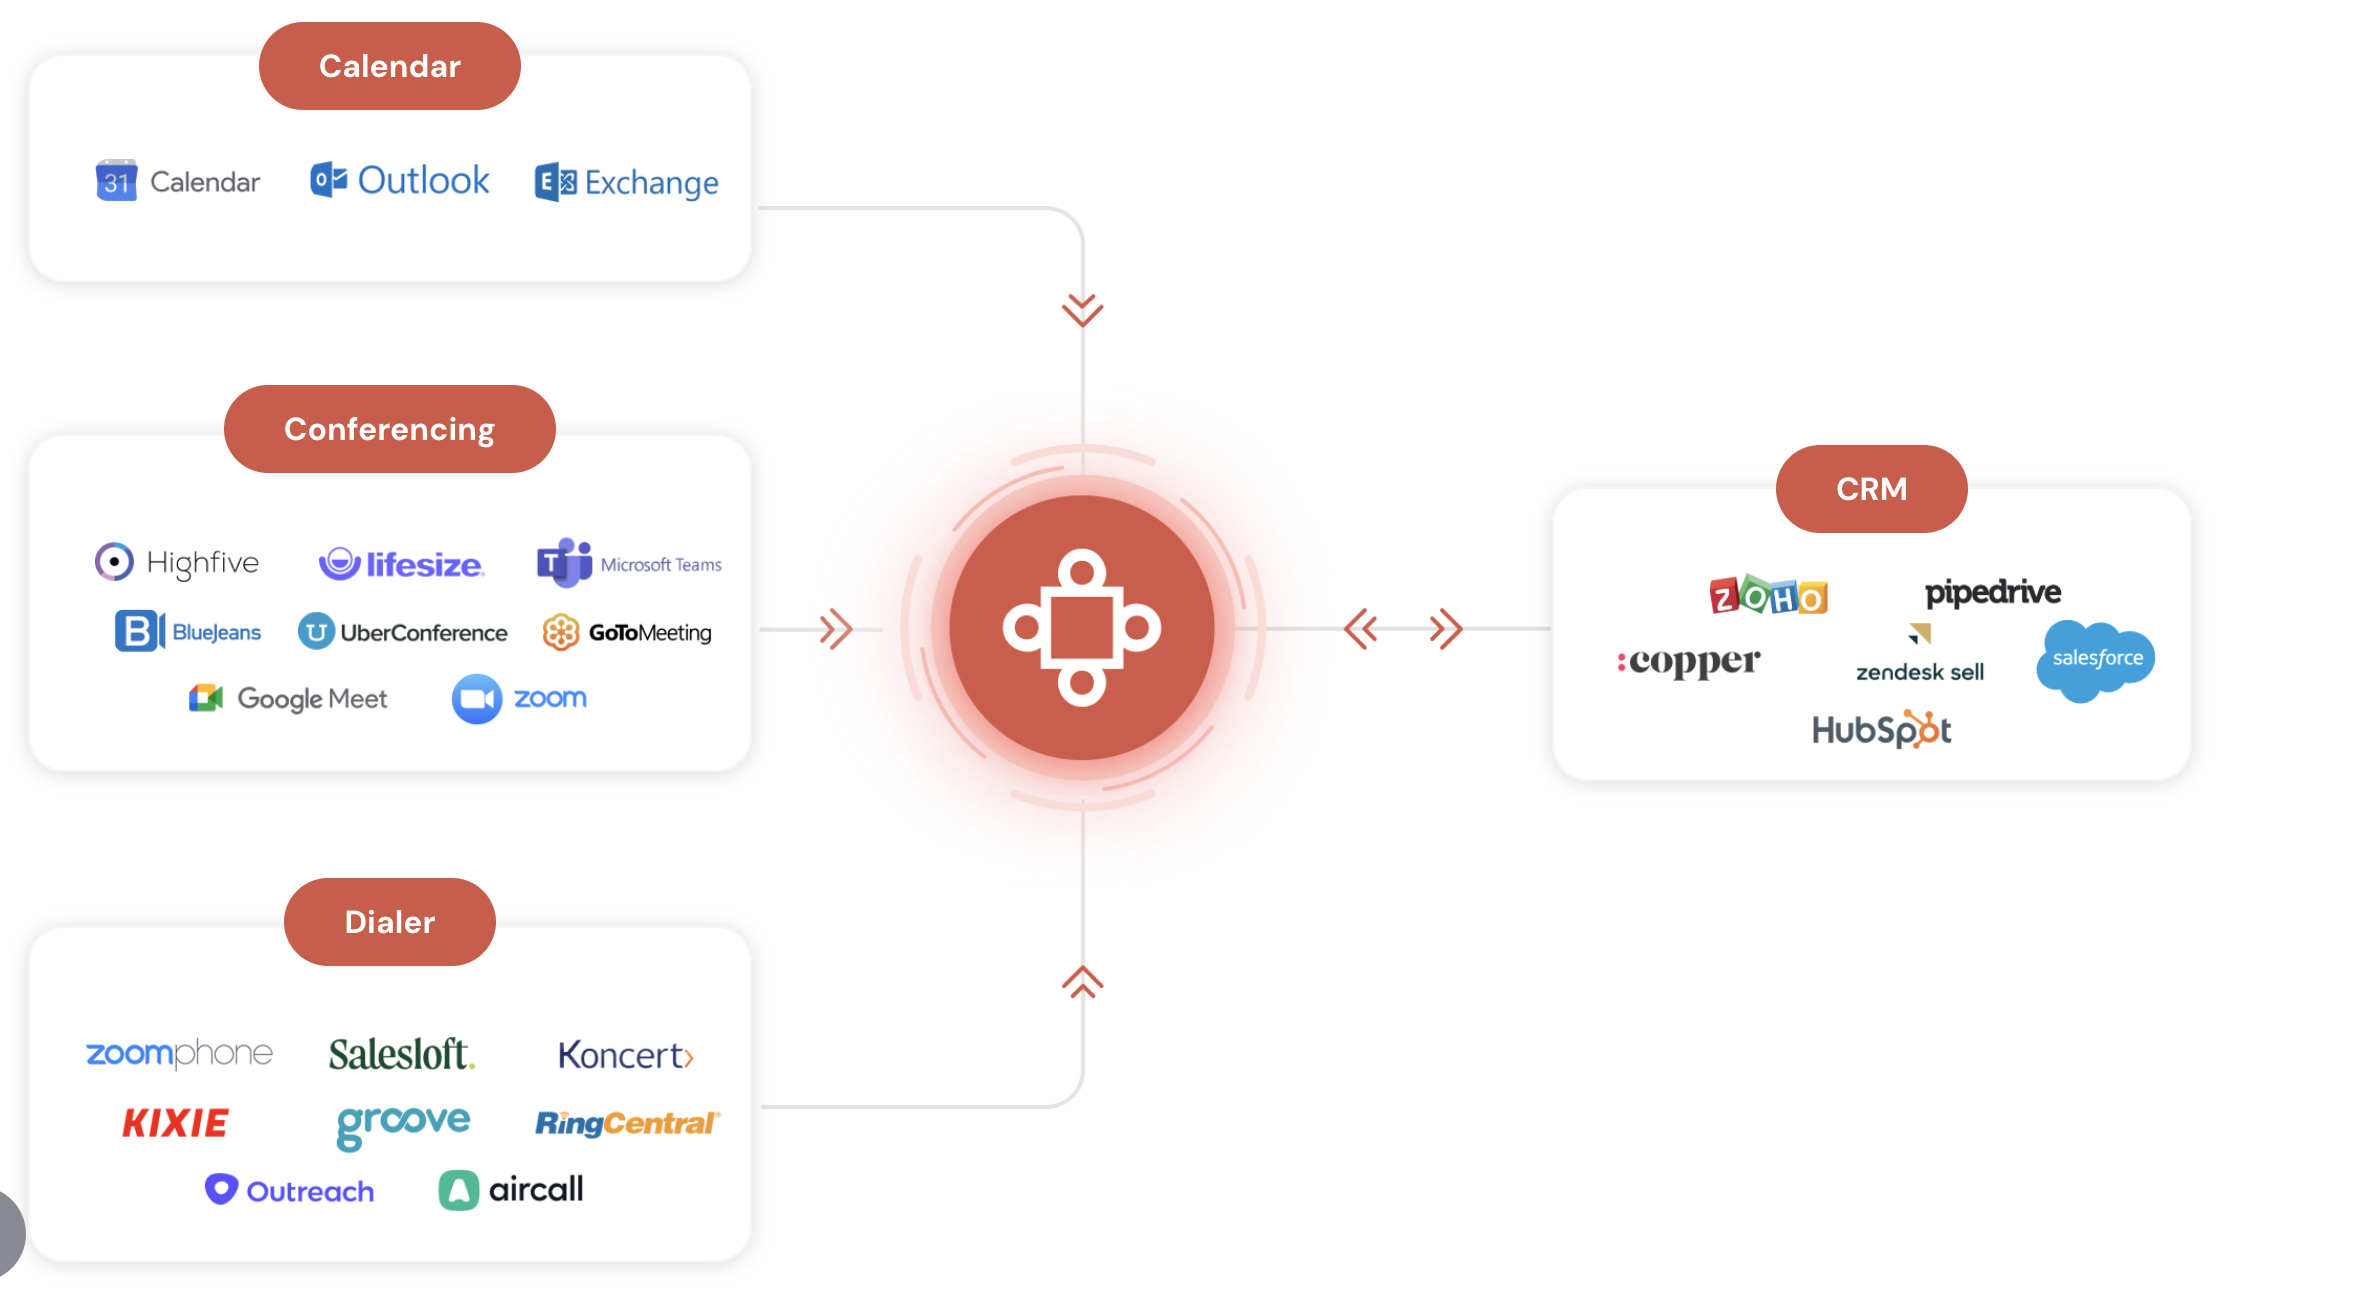 Calendar
31 Calendar
Outlook
Exchange
Conferencing
Highfive
lifesize
Microsoft Teams
BlueJeans
UberConference
GoToMeeting
Google Meet
zoom
Dialer
zoomphone
Salesloft.
Koncert
KIXIE
groove
RingCentral
Outreach
aircall
CRM
ZOHO
pipedrive
:copper
zendesk sell
salesforce
HubSpot